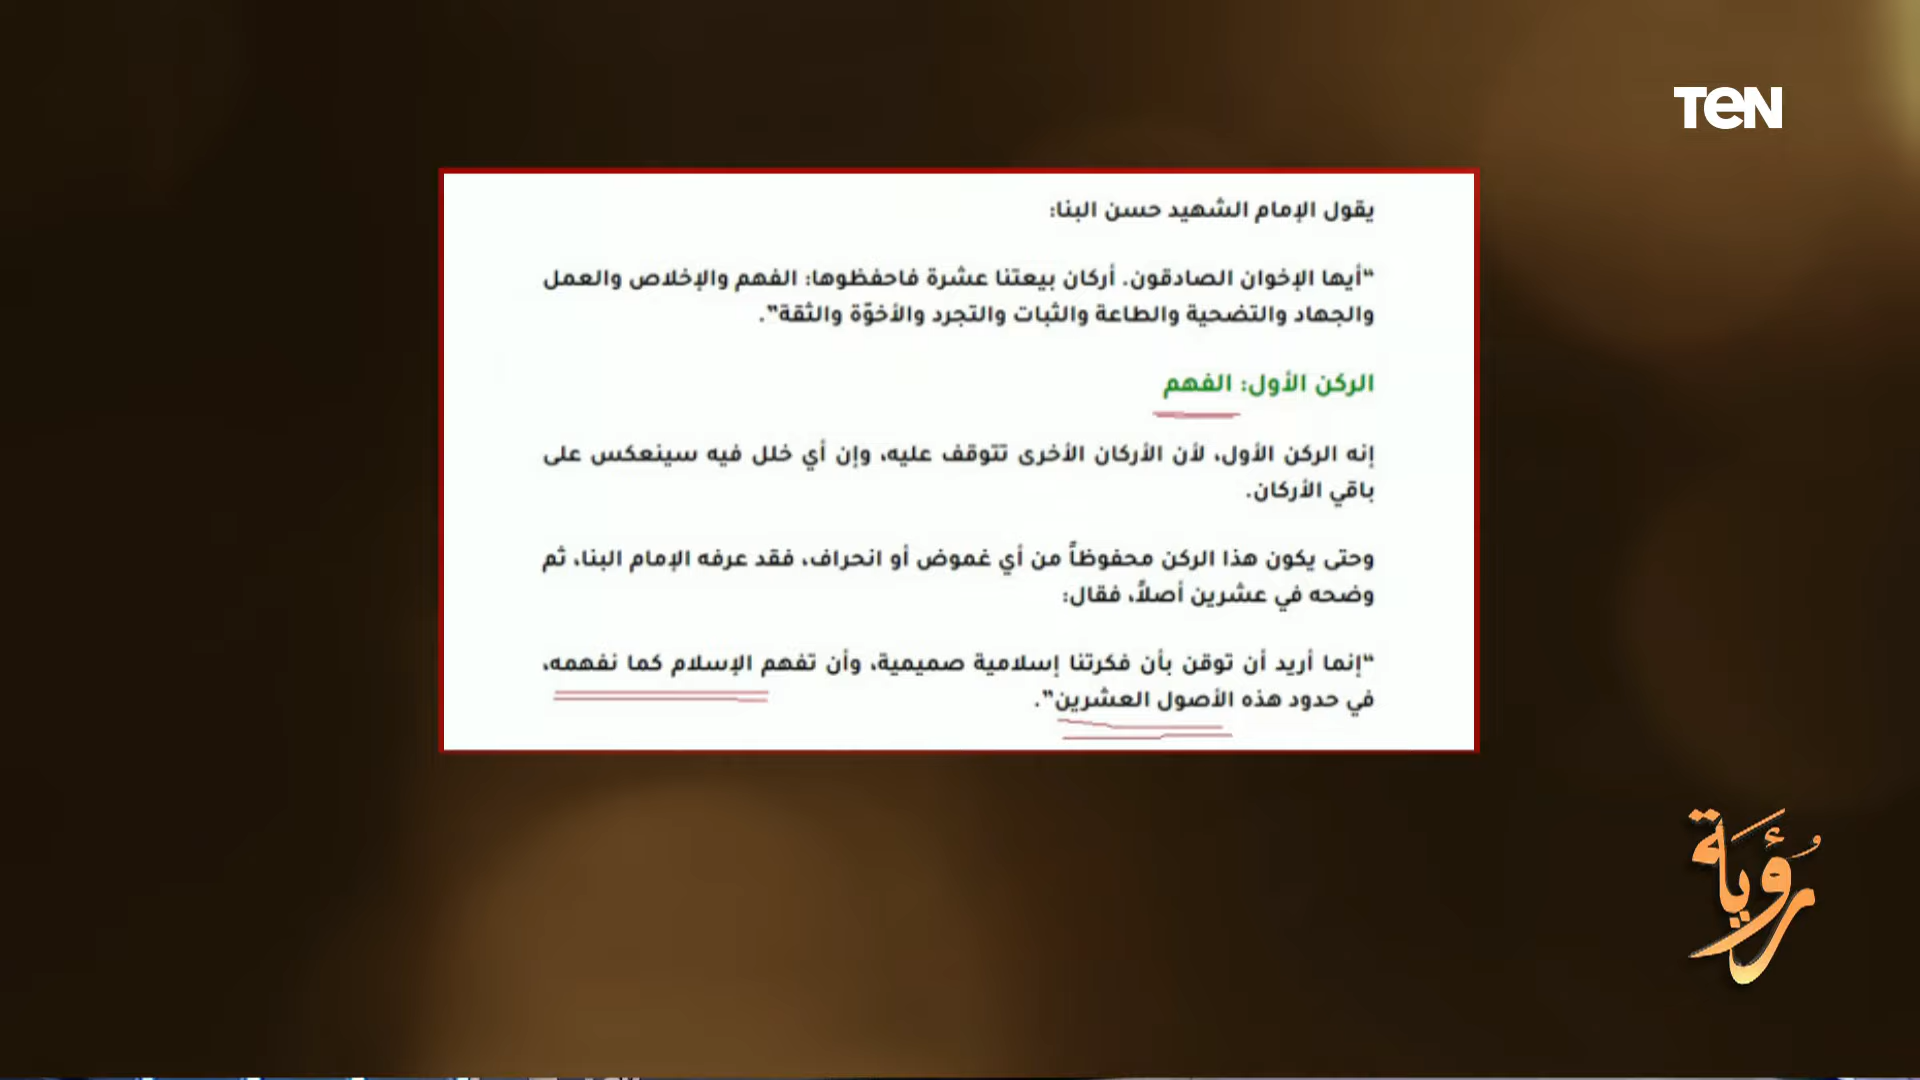 TEN
يقول الإمام الشهيد حسن البنا:
“أيها الإخوان الصادقون. أركان بيعتنا عشرة فاحفظوها: الفهم والإخلاص والعمل
والجهاد والتضحية والطاعة والثبات والتجرد والأخوّة والثقة”.
الركن الأول: الفهم
إنه الركن الأول، لأن الأركان الأخرى تتوقف عليه، وإن أي خلل فيه سينعكس على
باقي الأركان.
وحتى يكون هذا الركن محفوظاً من أي غموض أو انحراف، فقد عرفه الإمام البنا، ثم
وضحه في عشرين أصلاً، فقال:
“إنما أريد أن توقن بأن فكرتنا إسلامية صميمية، وأن تفهم الإسلام كما نفهمه،
في حدود هذه الأصول العشرين”.
رؤية